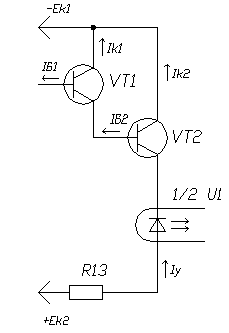 -Ek1
Ik1
Ik2
IБ1
VT1
IБ2
VT2
1/2 U1
R13
Iy
+Ek2